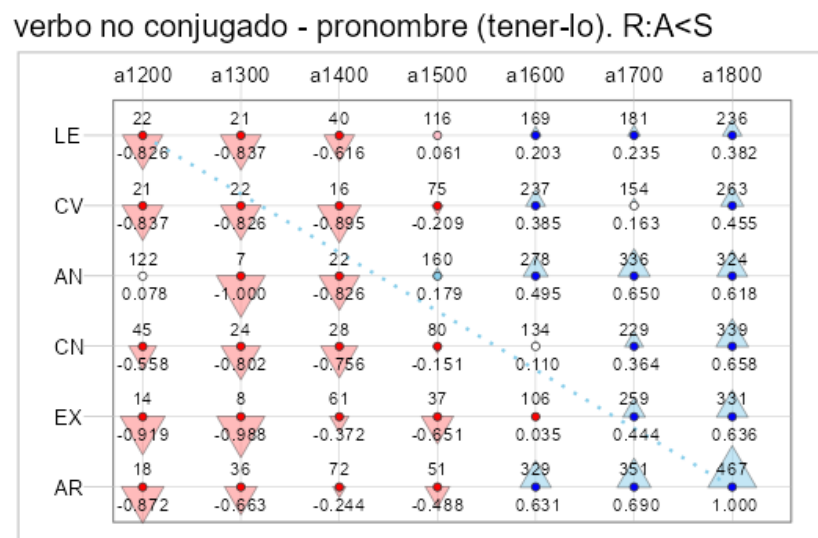 verbo no conjugado - pronombre (tener-lo). R:A<S
a1200 a1300 a1400 a1500 a1600 a1700 a1800
22 21 40 116 169 181 236
LE
-0.826 -0.837 -0.616 0.061 0.203 0.235 0.382
21 22 16 75 237 154 263
CV
-0.837 -0.826 -0.895 -0.209 0.385 0.163 0.455
122 7 22 160 278 336 324
AN
0.078 -1.000 -0.826 0.179 0.495 0.650 0.618
45 24 28 80 134 229 339
CN
-0.558 -0.802 -0.756 -0.151 0.110 0.364 0.658
14 8 61 37 106 259 331
EX
-0.919 -0.988 -0.372 -0.651 0.035 0.444 0.636
18 36 72 51 329 351 467
AR
-0.872 -0.663 -0.244 -0.488 0.631 0.690 1.000